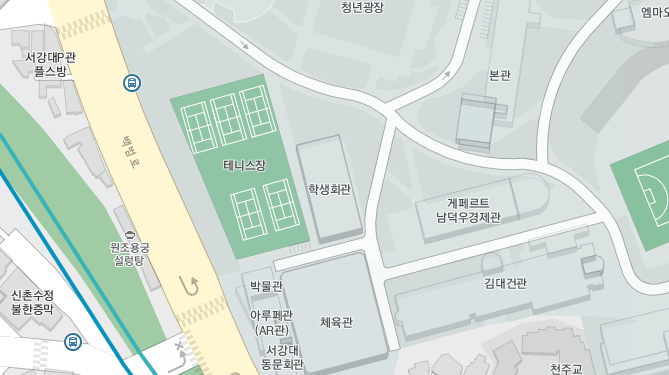 청년광장
엠마오
서강대P관
플스방
본관
백범로
테니스장
학생회관
게페르트
남덕우경제관
원조용궁
설렁탕
박물관
김대건관
신촌수정
불한증막
아루페관
(AR관)
체육관
서강대
동문회관
천주교